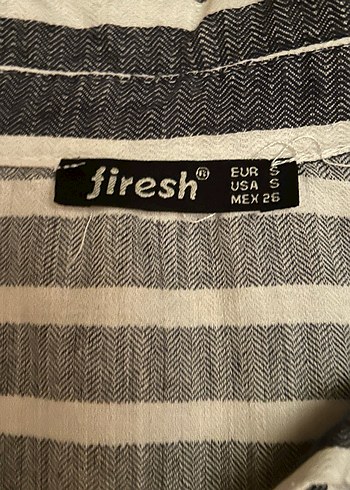 firesh®
EUR S
USA S
MEX 26